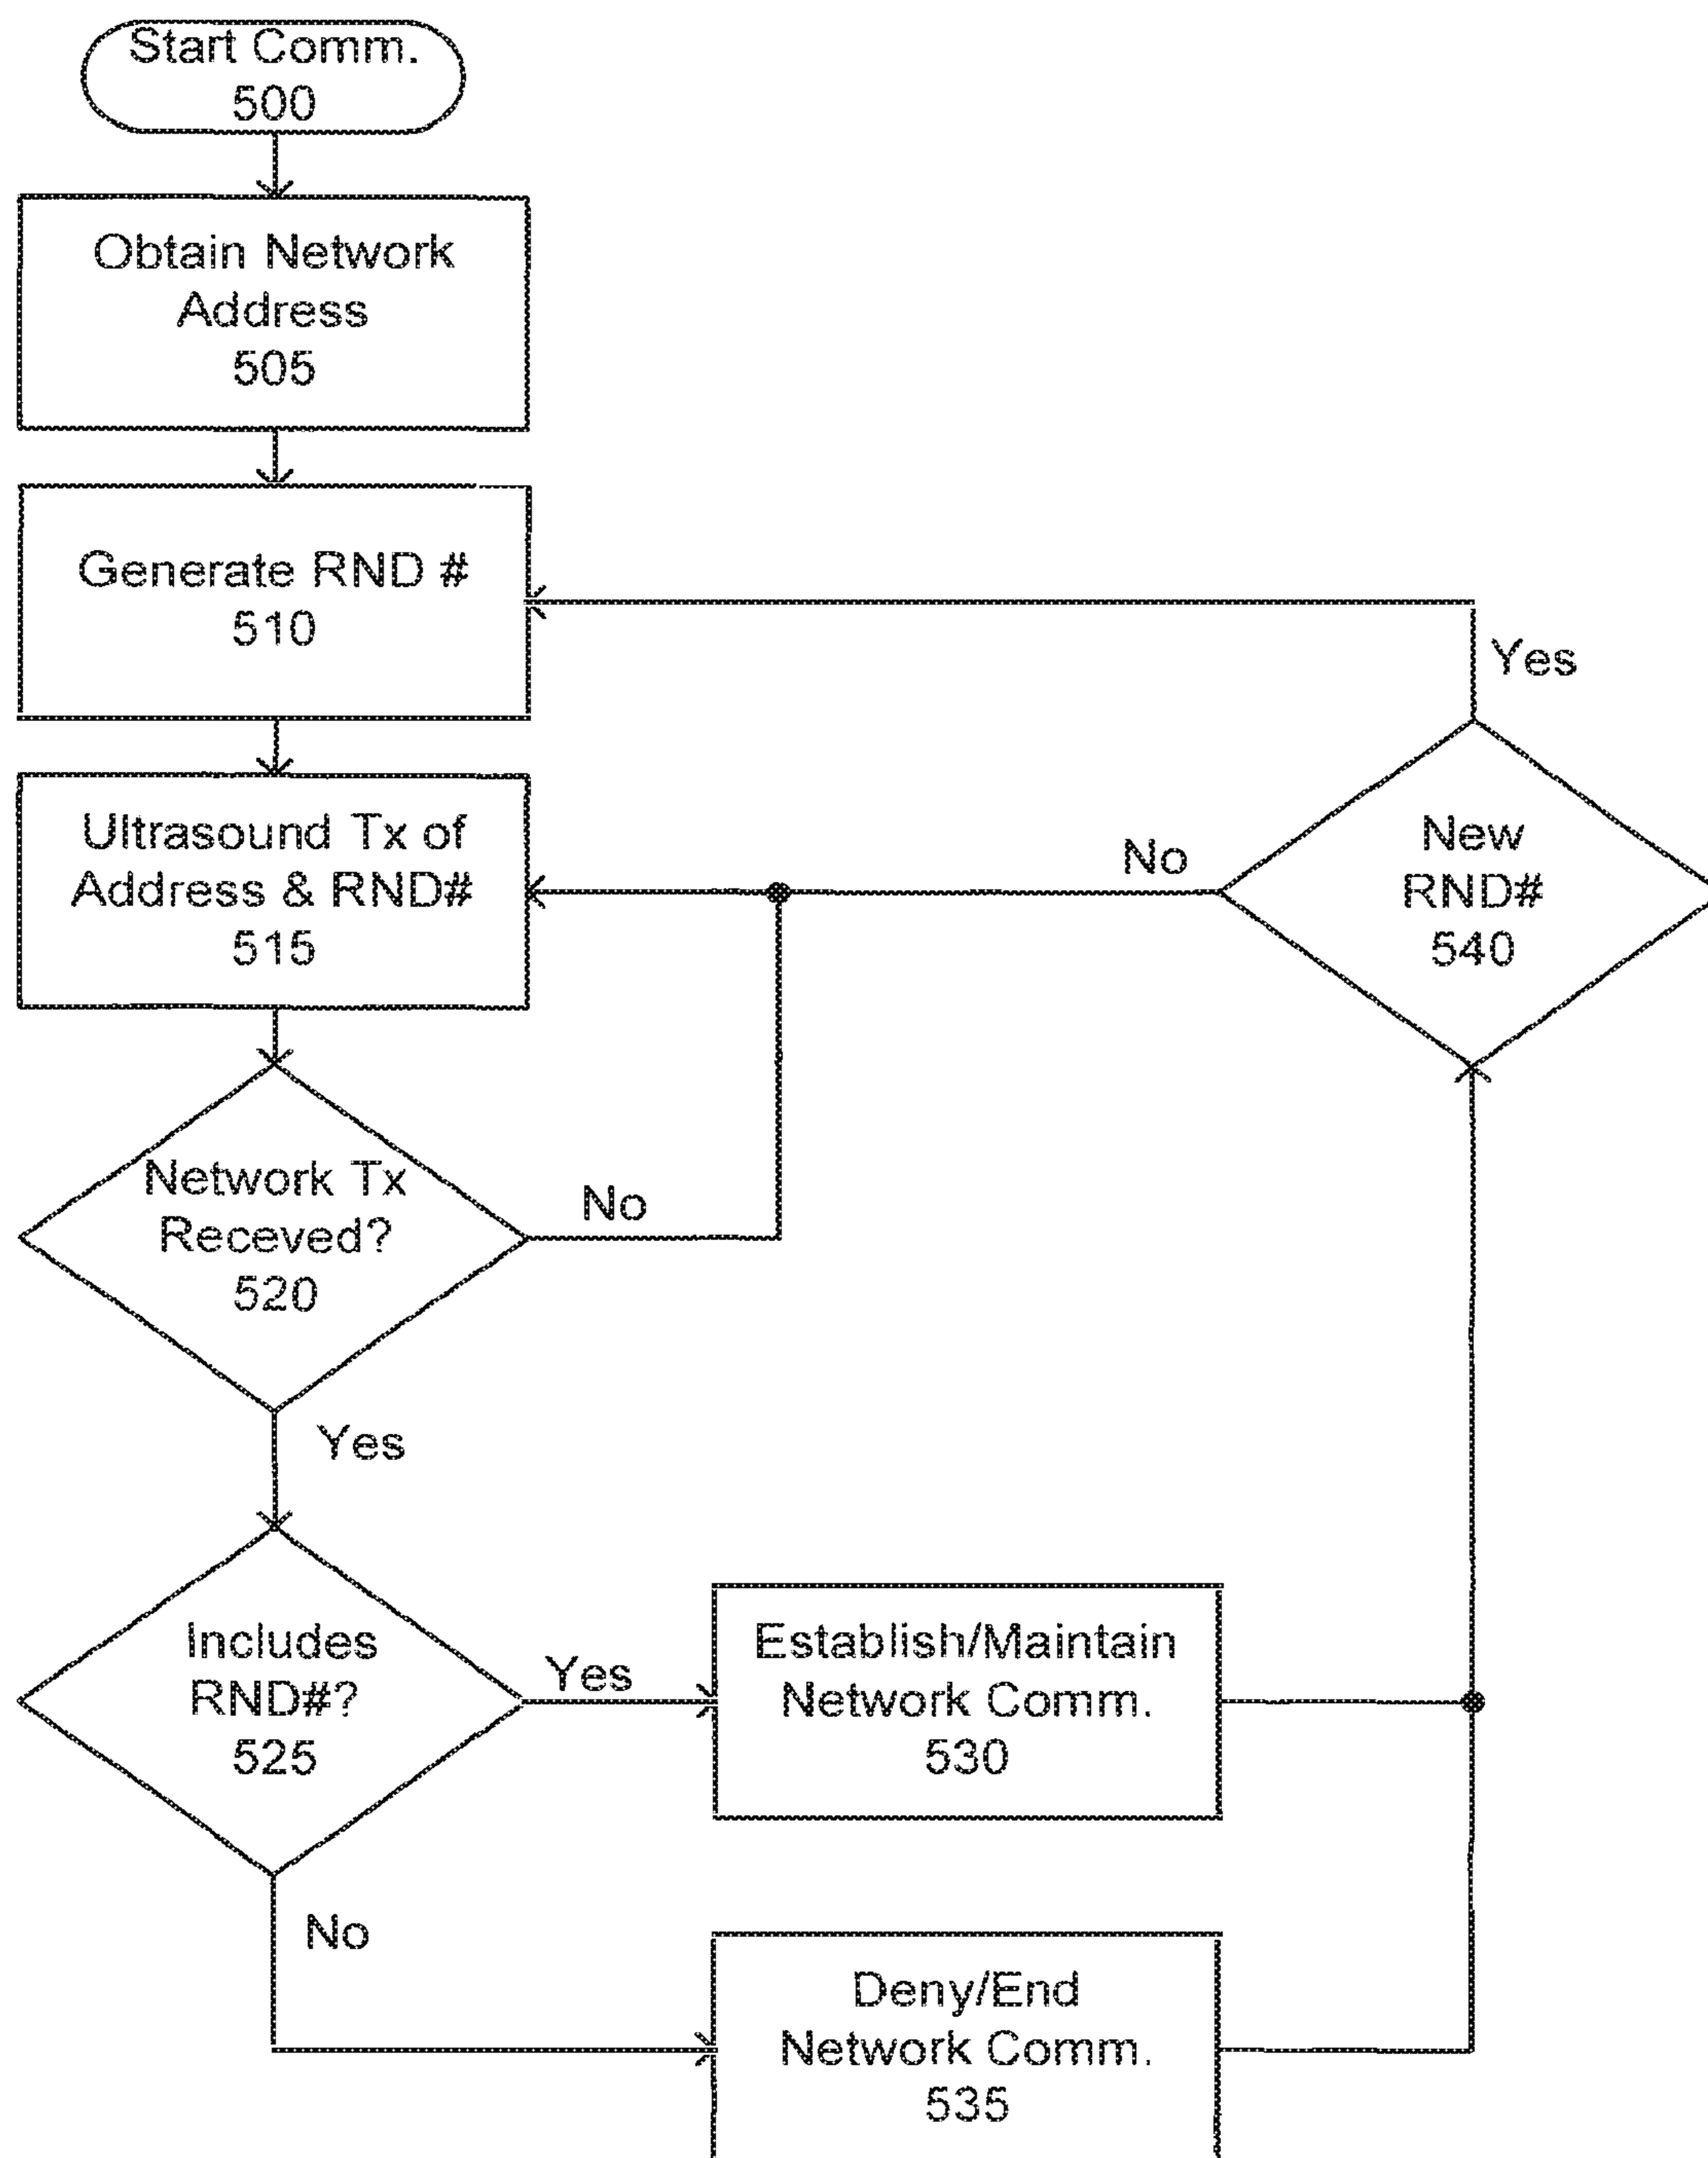 Start Comm.
500
Obtain Network
Address
505
Generate RND #
510
Yes
Ultrasound Tx of
Address & RND#
515
No
New
RND#
540
Network Tx
Receved?
520
No
Yes
Includes
RND#?
525
Yes
Establish/Maintain
Network Comm.
530
No
Deny/End
Network Comm.
535